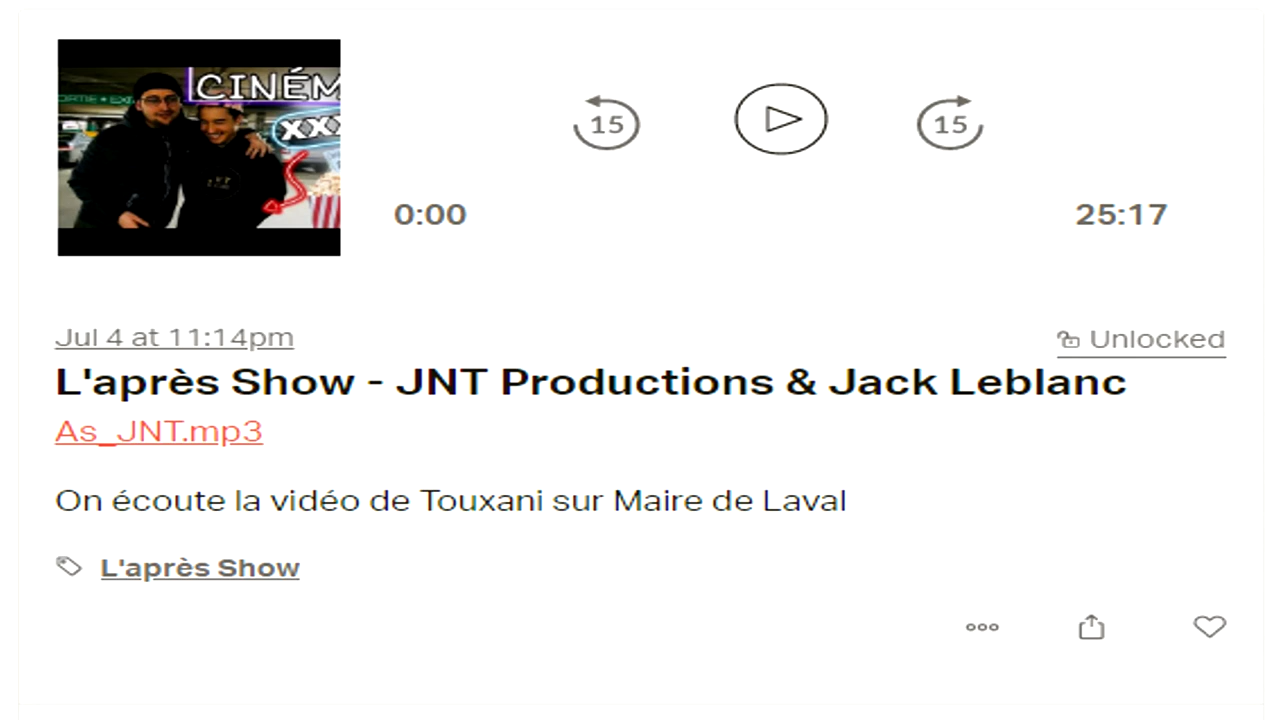 CINÉM
XXX
15
15
0:00
25:17
Jul 4 at 11:14pm
Unlocked
L'après Show - JNT Productions & Jack Leblanc
As_JNT.mp3
On écoute la vidéo de Touxani sur Maire de Laval
L'après Show